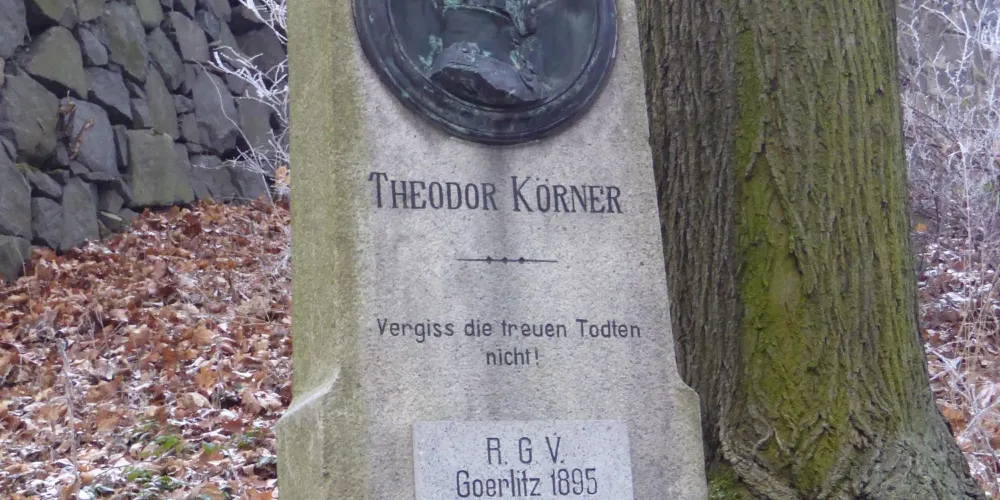 THEODOR KÖRNER
Vergiss die treuen Todten
nicht!
R. G. V.
Goerlitz 1895